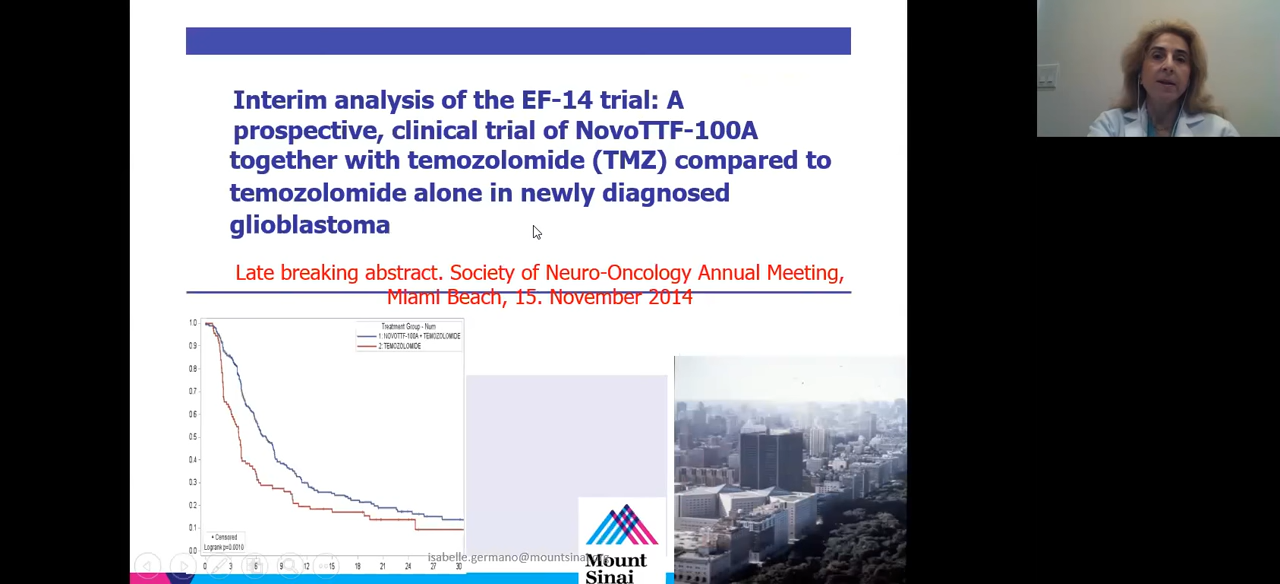 Interim analysis of the EF-14 trial: A
prospective, clinical trial of NovoTTF-100A
together with temozolomide (TMZ) compared to
temozolomide alone in newly diagnosed
glioblastoma
Late breaking abstract. Society of Neuro-Oncology Annual Meeting,
Miami Beach, 15. November 2014
Treatment Group - Num
1: NOVOTTF-100A + TEMOZOLOMIDE
2: TEMOZOLOMIDE
1.0
0.9
0.8
0.7
0.6
0.5
0.4
0.3
0.2
0.1
0.0
+ Censored
Logrank p=0.0010
0 3 6 9 12 15 18 21 24 27 30
isabelle.germano@mountsinai.org
Mount
Sinai